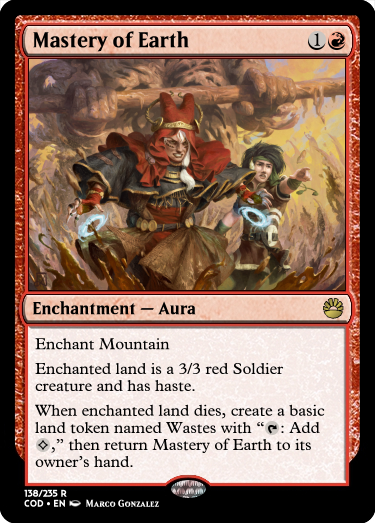 Mastery of Earth 1
Enchantment — Aura
Enchant Mountain
Enchanted land is a 3/3 red Soldier
creature and has haste.
When enchanted land dies, create a basic
land token named Wastes with “: Add
,” then return Mastery of Earth to its
owner's hand.
138/235 R
COD • EN Marco Gonzalez